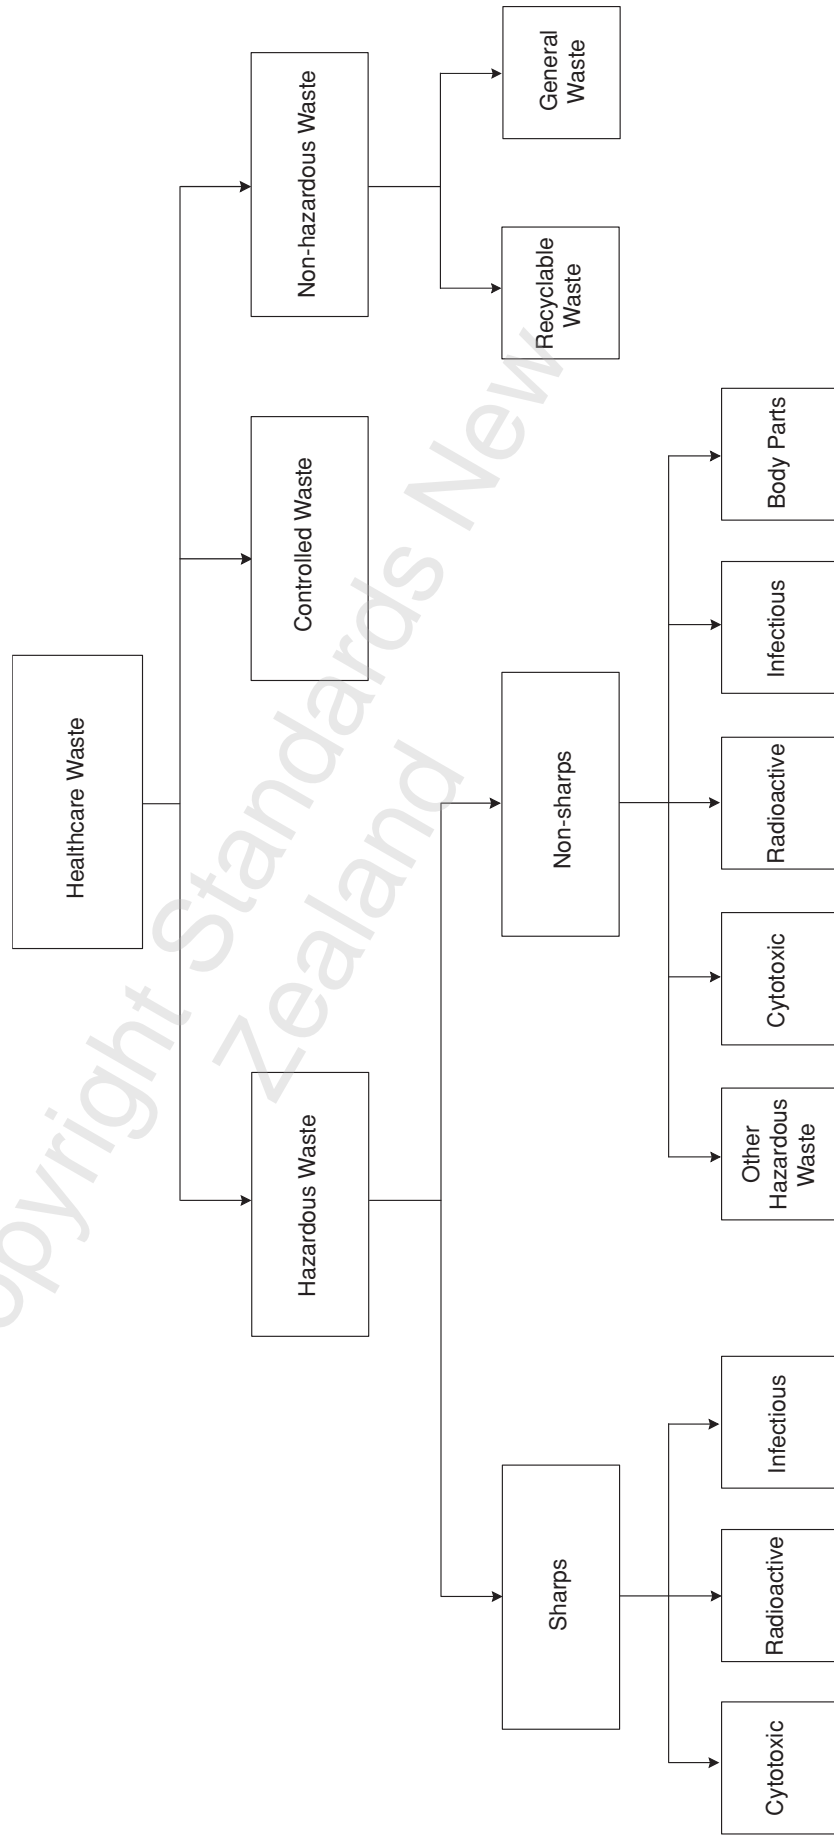 Healthcare Waste
Hazardous Waste
Controlled Waste
Non-hazardous Waste
Sharps
Non-sharps
Recyclable
Waste
General
Waste
Cytotoxic
Radioactive
Infectious
Other
Hazardous
Waste
Cytotoxic
Radioactive
Infectious
Body Parts
opyright Standards New
Zealand